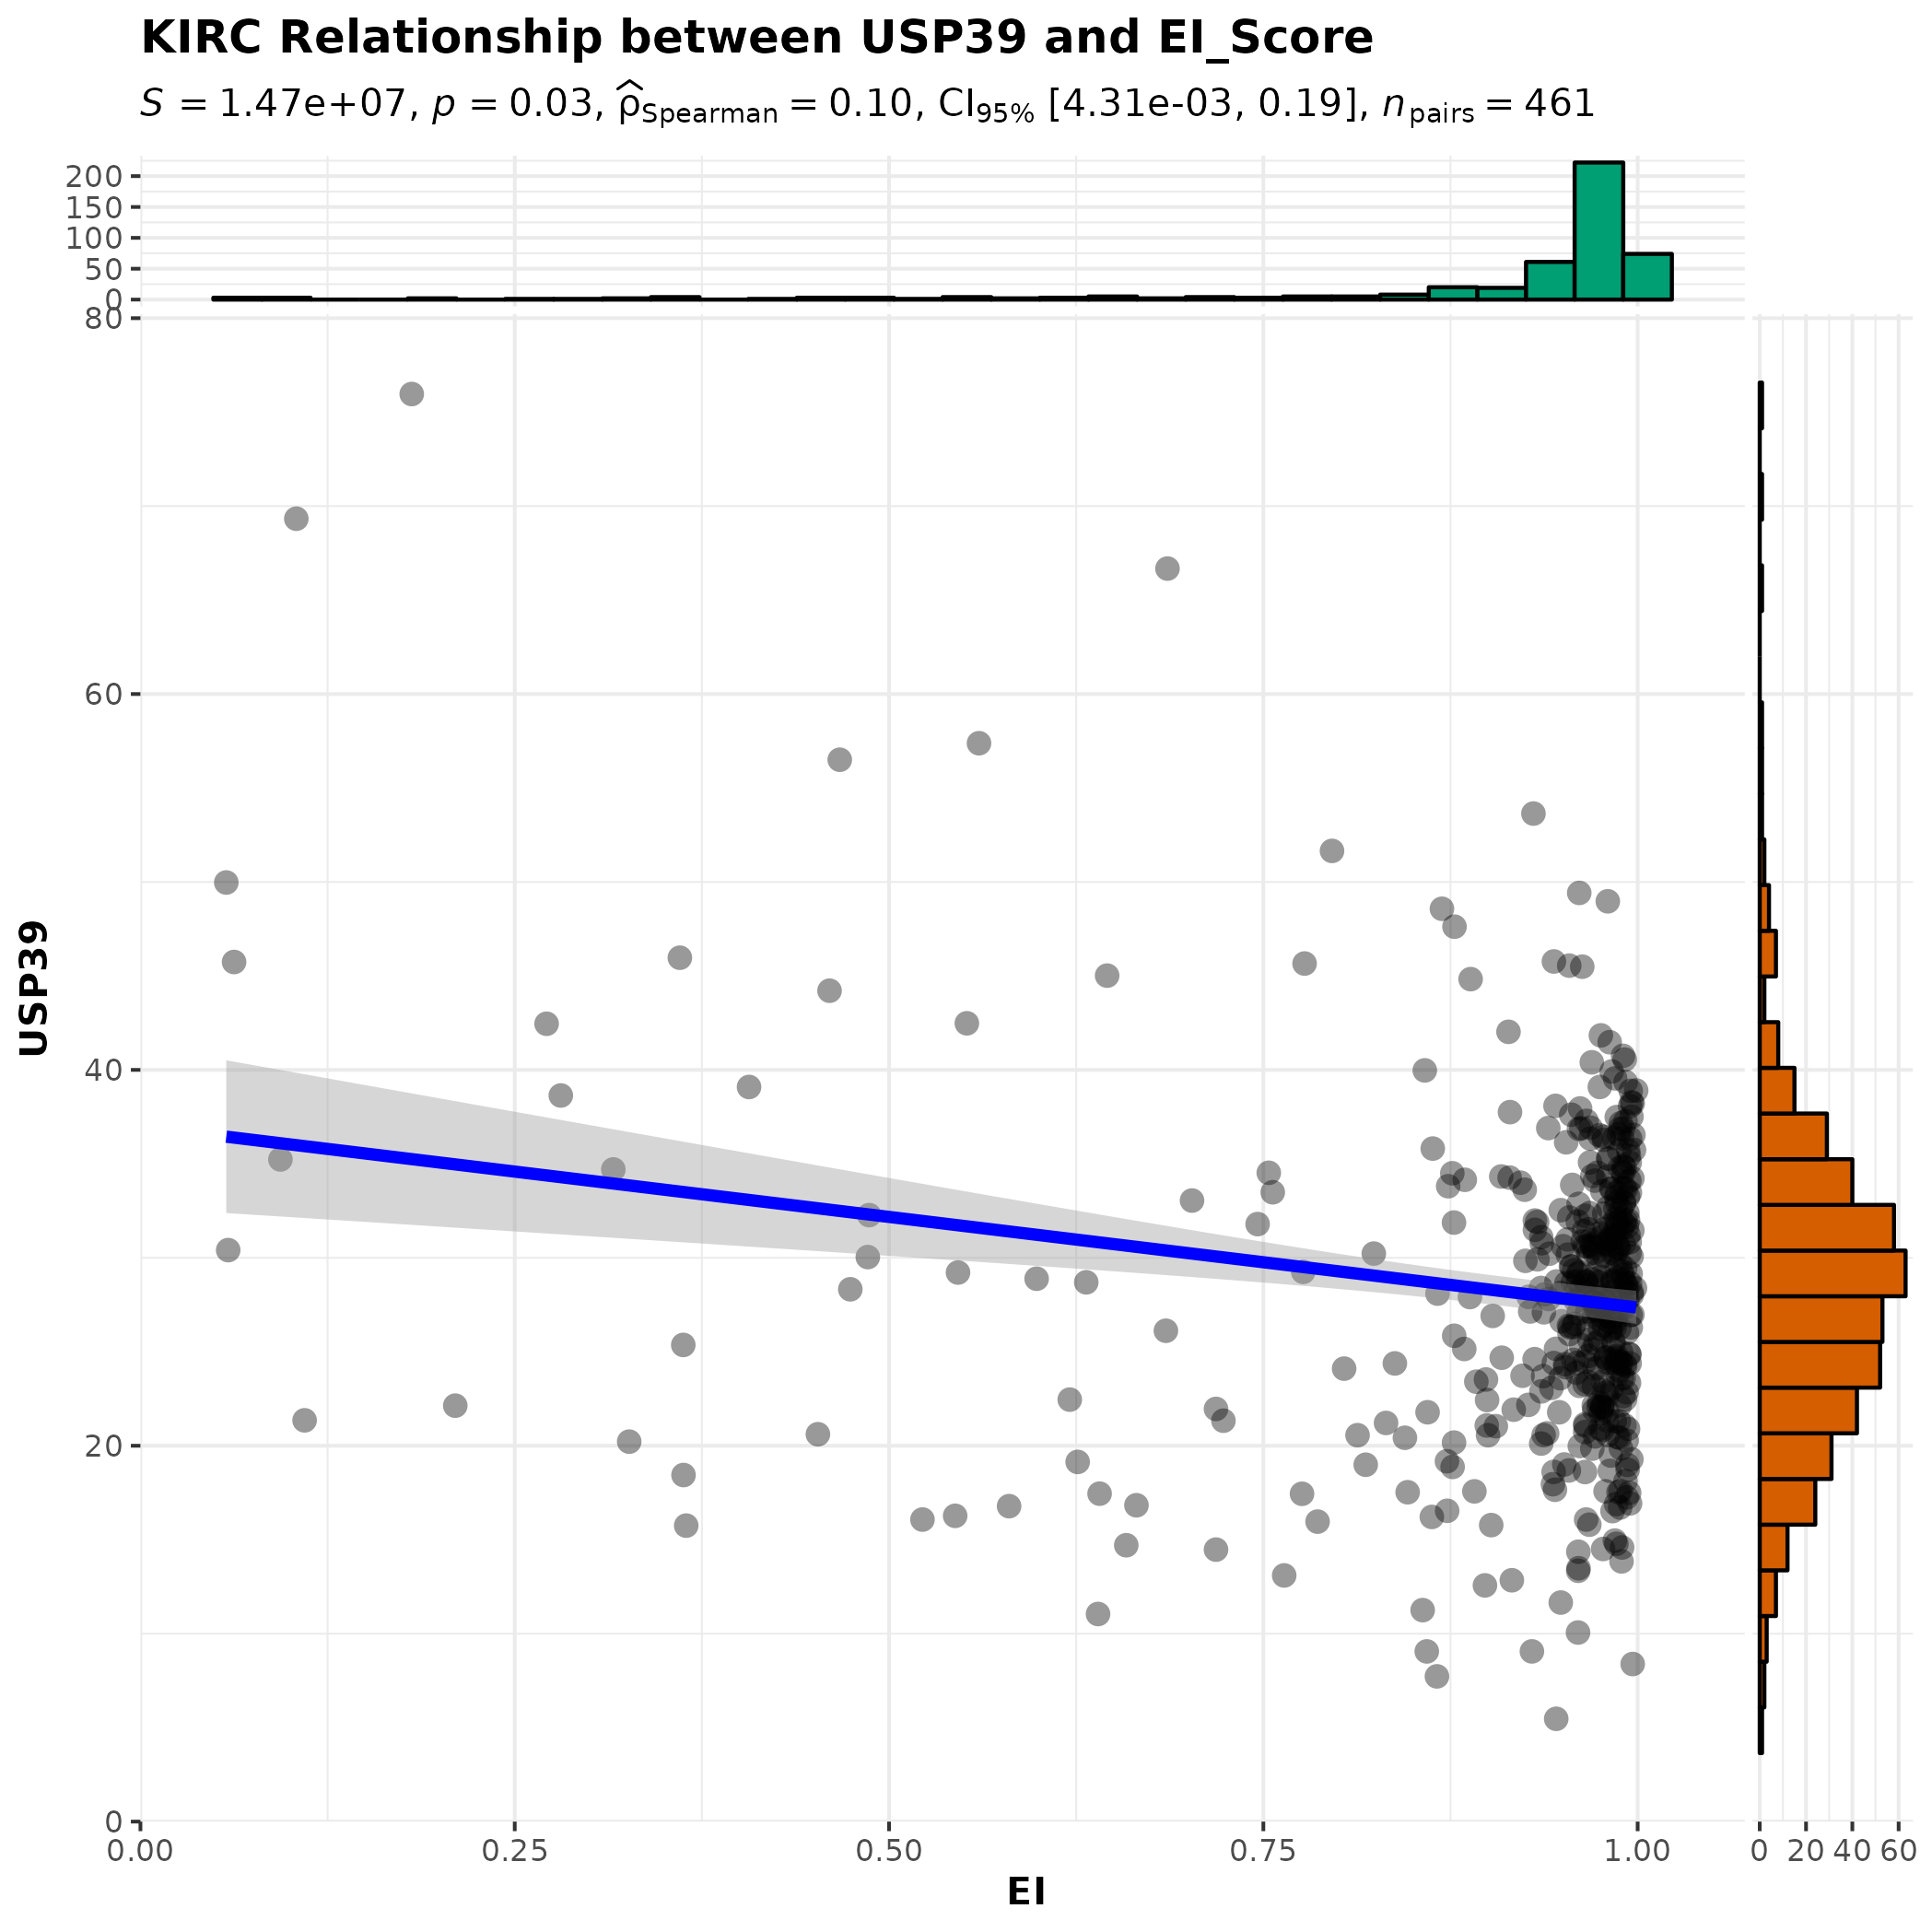 KIRC Relationship between USP39 and EI_Score
S = 1.47e+07, p = 0.03, ρ̂Spearman = 0.10, CI95% [4.31e-03, 0.19], npairs = 461
200
150
100
50
0
80
60
40
20
0
USP39
0.00 0.25 0.50 0.75 1.00
0 20 40 60
EI